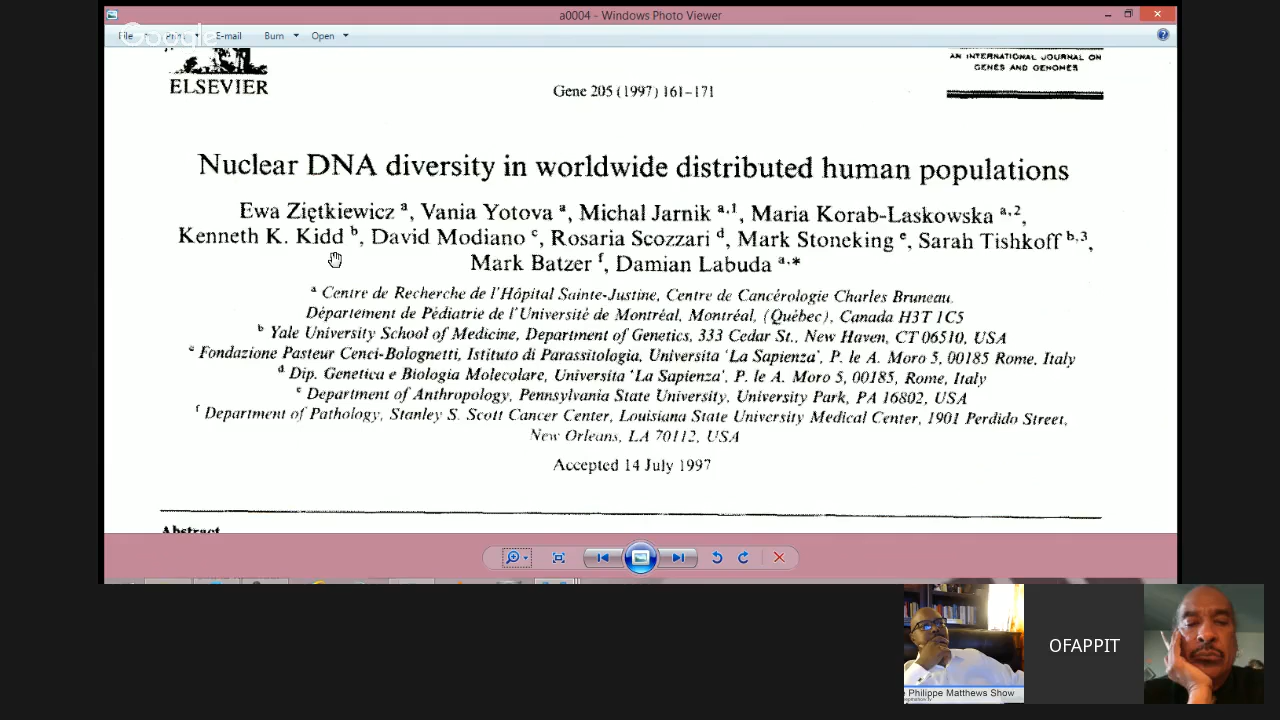 a0004 - Windows Photo Viewer
Google
File Print E-mail Burn Open
ELSEVIER
AN INTERNATIONAL JOURNAL ON
GENES AND GENOMES
Gene 205 (1997) 161–171
Nuclear DNA diversity in worldwide distributed human populations
Ewa Ziętkiewicz a, Vania Yotova a, Michal Jarnik a,1, Maria Korab-Laskowska a,2,
Kenneth K. Kidd b, David Modiano c, Rosaria Scozzari d, Mark Stoneking e, Sarah Tishkoff b,3,
Mark Batzer f, Damian Labuda a,*
a Centre de Recherche de l'Hôpital Sainte-Justine, Centre de Cancérologie Charles Bruneau,
Département de Pédiatrie de l'Université de Montréal, Montréal, (Québec), Canada H3T 1C5
b Yale University School of Medicine, Department of Genetics, 333 Cedar St., New Haven, CT 06510, USA
c Fondazione Pasteur Cenci-Bolognetti, Istituto di Parassitologia, Universita 'La Sapienza', P. le A. Moro 5, 00185 Rome, Italy
d Dip. Genetica e Biologia Molecolare, Universita 'La Sapienza', P. le A. Moro 5, 00185, Rome, Italy
e Department of Anthropology, Pennsylvania State University, University Park, PA 16802, USA
f Department of Pathology, Stanley S. Scott Cancer Center, Louisiana State University Medical Center, 1901 Perdido Street,
New Orleans, LA 70112, USA
Accepted 14 July 1997
Abstract
Philippe Matthews Show
OFAPPIT